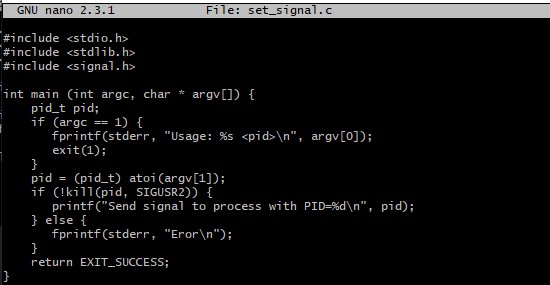 GNU nano 2.3.1 File: set_signal.c
#include <stdio.h>
#include <stdlib.h>
#include <signal.h>
int main (int argc, char * argv[]) {
pid_t pid;
if (argc == 1) {
fprintf(stderr, "Usage: %s <pid>\n", argv[0]);
exit(1);
}
pid = (pid_t) atoi(argv[1]);
if (!kill(pid, SIGUSR2)) {
printf("Send signal to process with PID=%d\n", pid);
} else {
fprintf(stderr, "Eror\n");
}
return EXIT_SUCCESS;
}